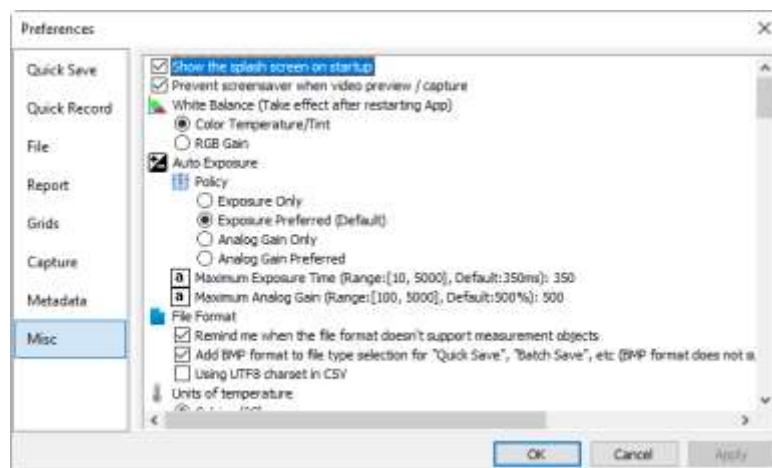 Preferences
Quick Save
Quick Record
File
Report
Grids
Capture
Metadata
Misc
Show the splash screen on startup
Prevent screensaver when video preview / capture
White Balance (Take effect after restarting App)
Color Temperature/Tint
RGB Gain
Auto Exposure
Policy
Exposure Only
Exposure Preferred (Default)
Analog Gain Only
Analog Gain Preferred
a Maximum Exposure Time (Range:[10, 5000], Default:350ms): 350
a Maximum Analog Gain (Range:[100, 5000], Default:500%): 500
File Format
Remind me when the file format doesn't support measurement objects
Add BMP format to file type selection for "Quick Save", "Batch Save", etc (BMP format does not
Using UTF8 charset in CSV
Units of temperature
OK Cancel Apply